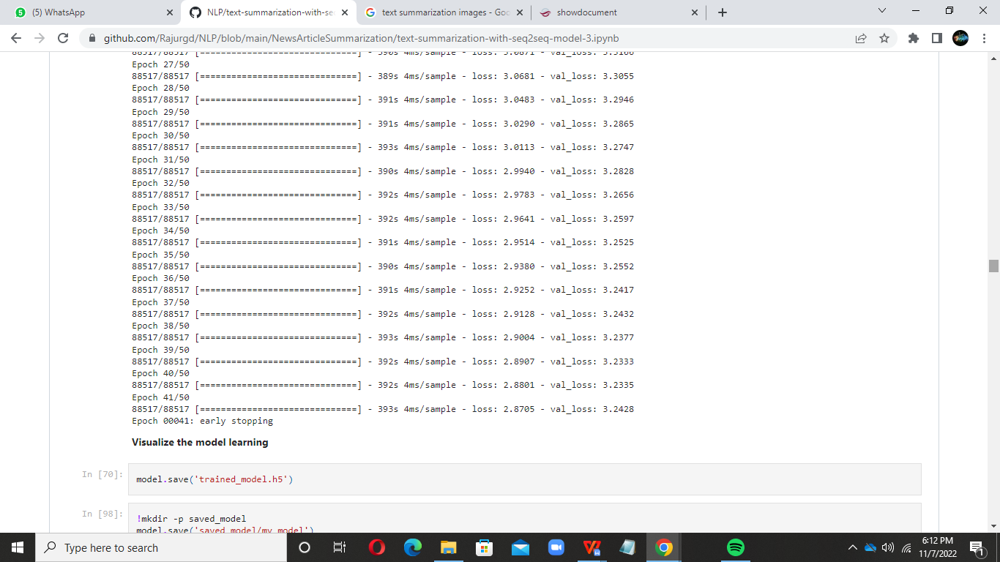 (5) WhatsApp
NLP/text-summarization-with-se
text summarization images - Goo
showdocument
github.com/Rajurgd/NLP/blob/main/NewsArticleSummarization/text-summarization-with-seq2seq-model-3.ipynb
88517/88517 [==============================] - 390s 4ms/sample - loss: 3.0871 - val_loss: 3.3166
Epoch 27/50
88517/88517 [==============================] - 389s 4ms/sample - loss: 3.0681 - val_loss: 3.3055
Epoch 28/50
88517/88517 [==============================] - 391s 4ms/sample - loss: 3.0483 - val_loss: 3.2946
Epoch 29/50
88517/88517 [==============================] - 391s 4ms/sample - loss: 3.0290 - val_loss: 3.2865
Epoch 30/50
88517/88517 [==============================] - 393s 4ms/sample - loss: 3.0113 - val_loss: 3.2747
Epoch 31/50
88517/88517 [==============================] - 390s 4ms/sample - loss: 2.9940 - val_loss: 3.2828
Epoch 32/50
88517/88517 [==============================] - 392s 4ms/sample - loss: 2.9783 - val_loss: 3.2656
Epoch 33/50
88517/88517 [==============================] - 392s 4ms/sample - loss: 2.9641 - val_loss: 3.2597
Epoch 34/50
88517/88517 [==============================] - 391s 4ms/sample - loss: 2.9514 - val_loss: 3.2525
Epoch 35/50
88517/88517 [==============================] - 390s 4ms/sample - loss: 2.9380 - val_loss: 3.2552
Epoch 36/50
88517/88517 [==============================] - 391s 4ms/sample - loss: 2.9252 - val_loss: 3.2417
Epoch 37/50
88517/88517 [==============================] - 392s 4ms/sample - loss: 2.9128 - val_loss: 3.2432
Epoch 38/50
88517/88517 [==============================] - 393s 4ms/sample - loss: 2.9004 - val_loss: 3.2377
Epoch 39/50
88517/88517 [==============================] - 392s 4ms/sample - loss: 2.8907 - val_loss: 3.2333
Epoch 40/50
88517/88517 [==============================] - 392s 4ms/sample - loss: 2.8801 - val_loss: 3.2335
Epoch 41/50
88517/88517 [==============================] - 393s 4ms/sample - loss: 2.8705 - val_loss: 3.2428
Epoch 00041: early stopping
Visualize the model learning
In [70]: model.save('trained_model.h5')
In [98]: !mkdir -p saved_model
model.save('saved_model/my_model')
Type here to search
6:12 PM
11/7/2022
1